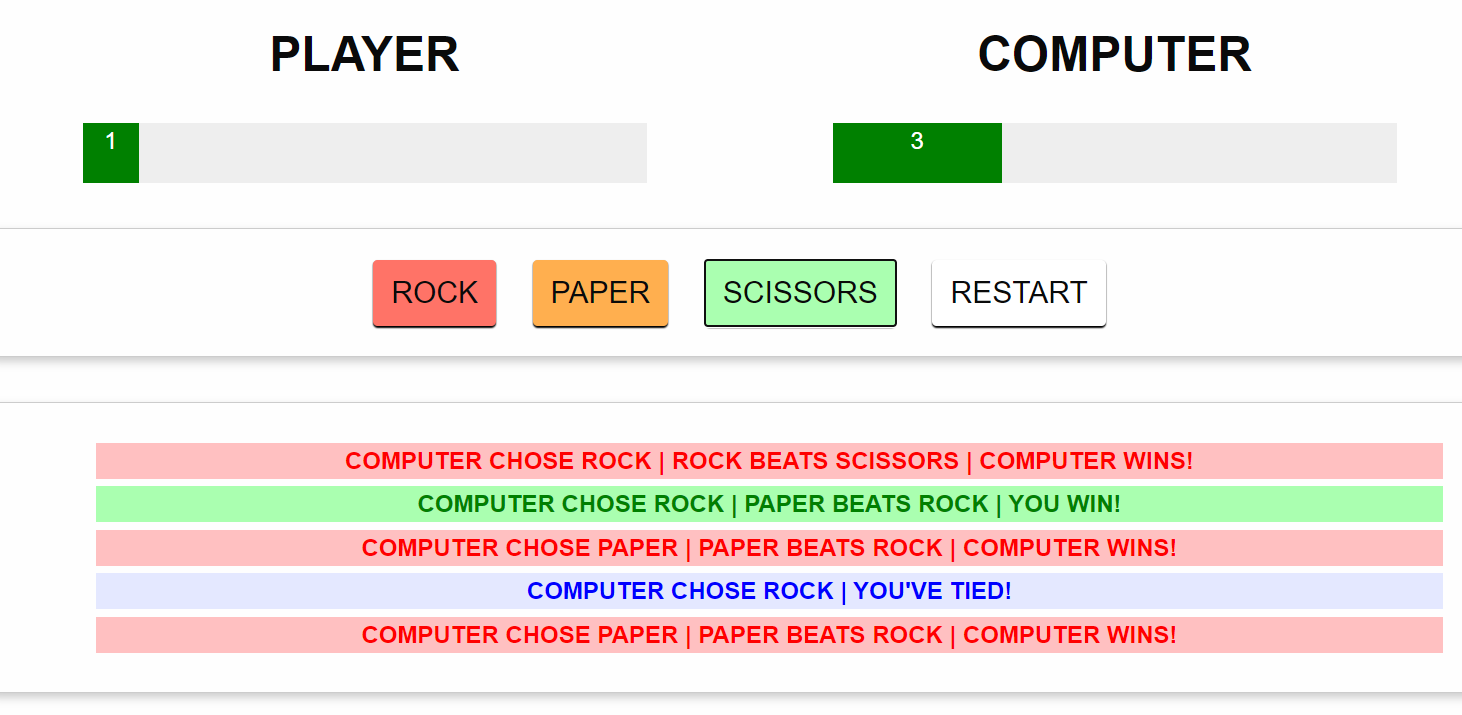 PLAYER COMPUTER
1 3
ROCK PAPER SCISSORS RESTART
COMPUTER CHOSE ROCK | ROCK BEATS SCISSORS | COMPUTER WINS!
COMPUTER CHOSE ROCK | PAPER BEATS ROCK | YOU WIN!
COMPUTER CHOSE PAPER | PAPER BEATS ROCK | COMPUTER WINS!
COMPUTER CHOSE ROCK | YOU'VE TIED!
COMPUTER CHOSE PAPER | PAPER BEATS ROCK | COMPUTER WINS!